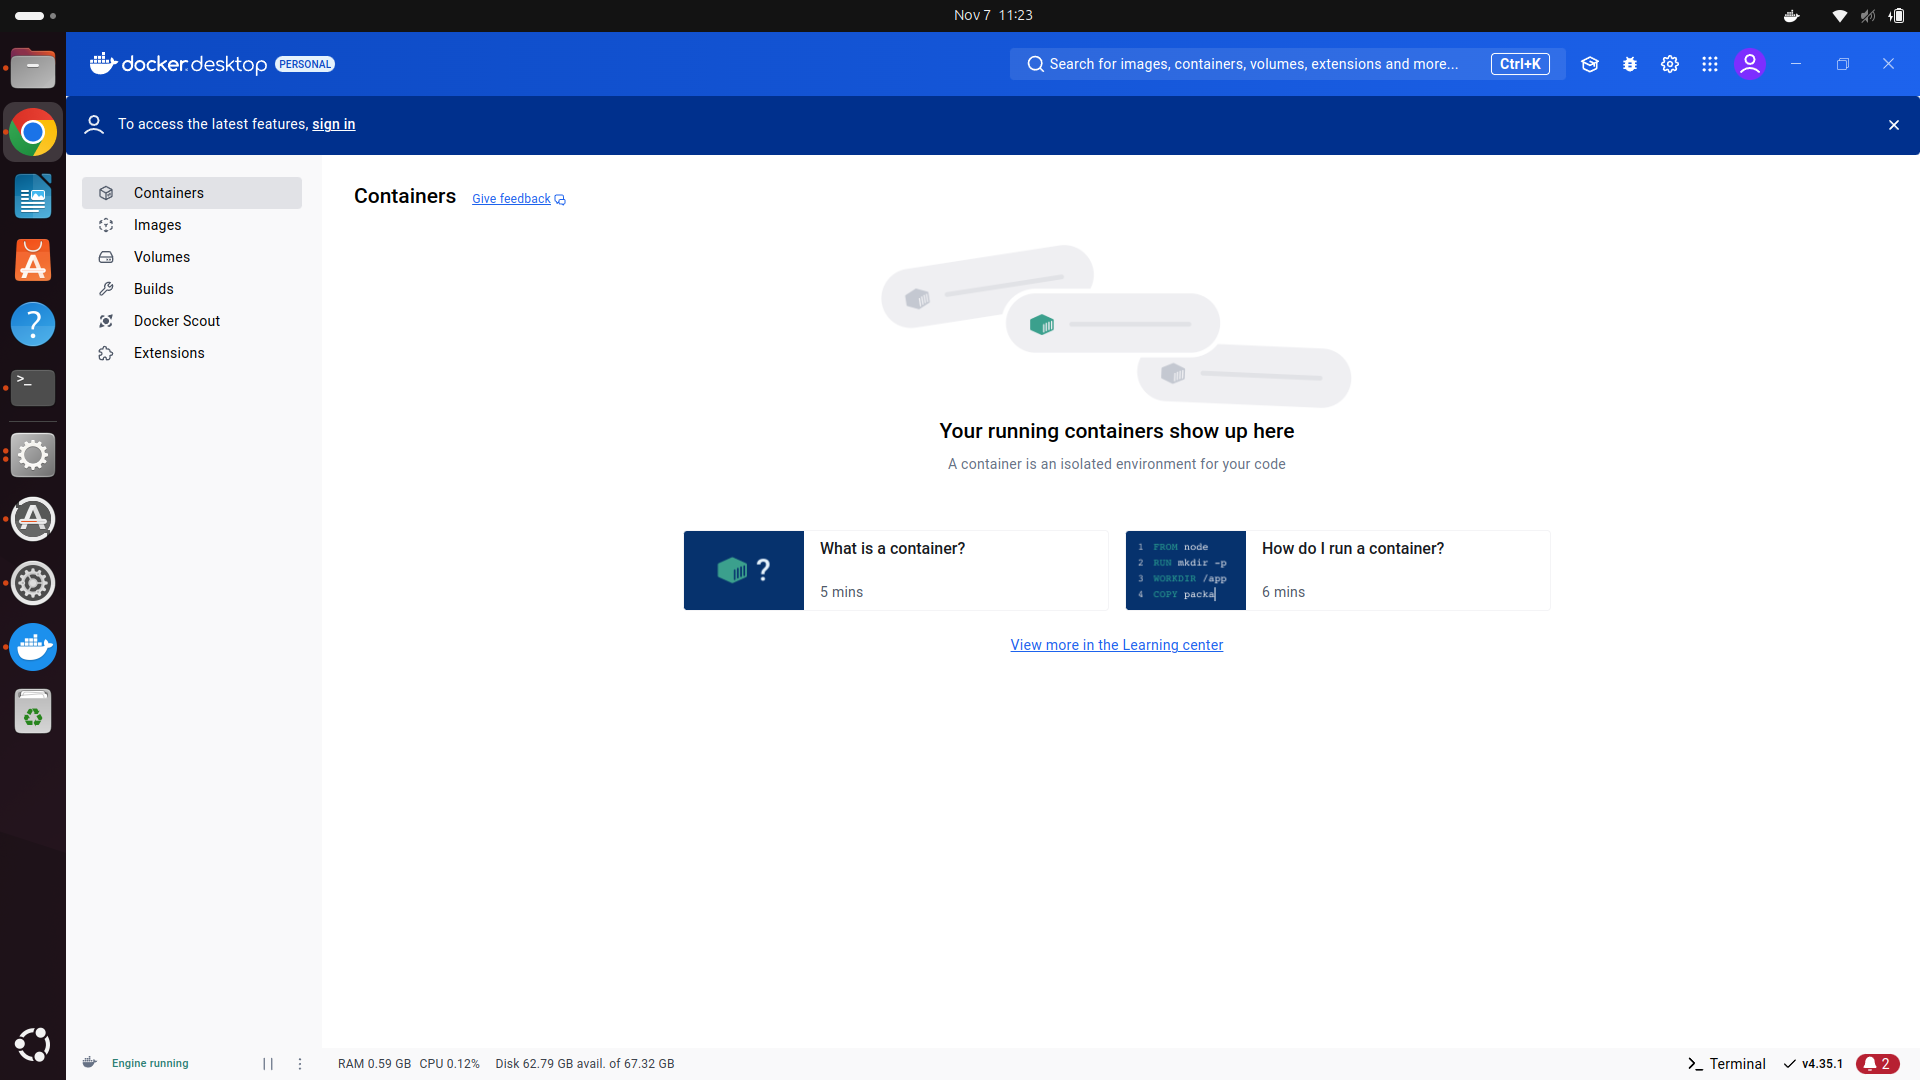 Nov 7 11:23
docker.desktop PERSONAL
Search for images, containers, volumes, extensions and more... Ctrl+K
To access the latest features, sign in
Containers
Images
Volumes
Builds
Docker Scout
Extensions
Containers Give feedback
Your running containers show up here
A container is an isolated environment for your code
?
What is a container?
5 mins
1 FROM node
2 RUN mkdir -p
3 WORKDIR /app
4 COPY packa
How do I run a container?
6 mins
View more in the Learning center
Engine running
RAM 0.59 GB CPU 0.12% Disk 62.79 GB avail. of 67.32 GB
>_ Terminal
v4.35.1
2